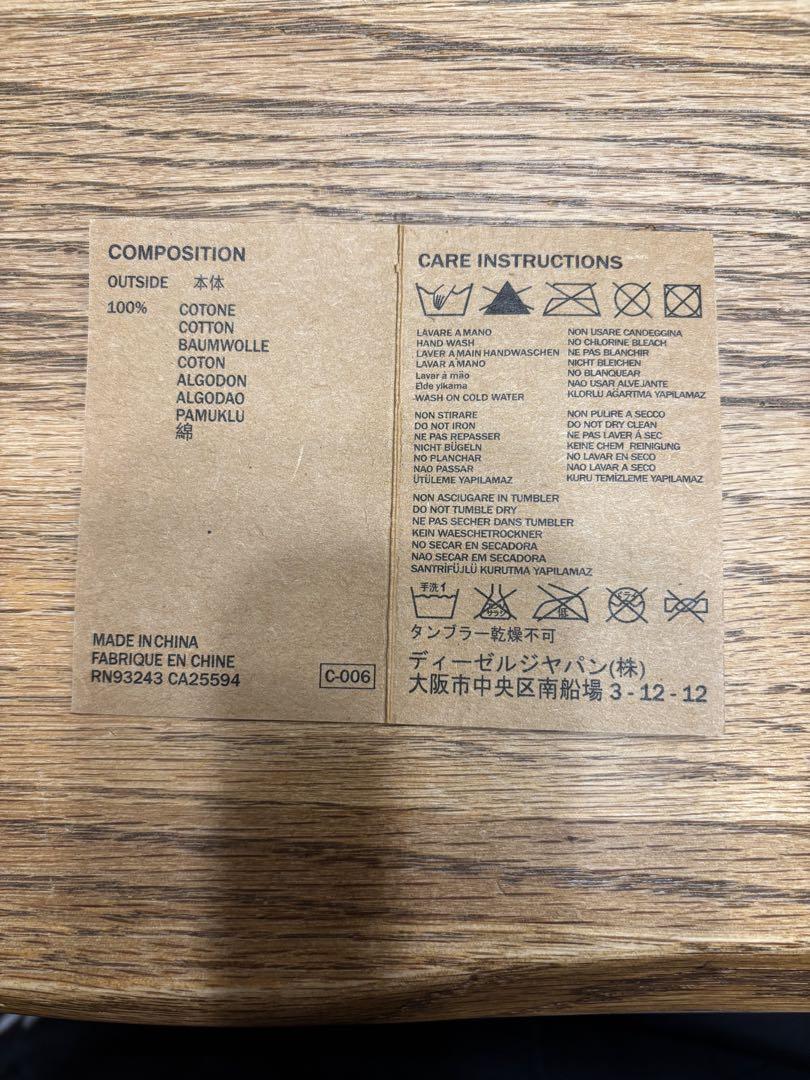 COMPOSITION
OUTSIDE 本体
100% COTONE
COTTON
BAUMWOLLE
COTON
ALGODON
ALGODAO
PAMUKLU
綿
MADE IN CHINA
FABRIQUE EN CHINE
RN93243 CA25594
C-006
CARE INSTRUCTIONS
LAVARE A MANO
HAND WASH
LAVER A MAIN HANDWASCHEN
LAVAR A MANO
Lavar à mão
Elde yikama
WASH ON COLD WATER
NON USARE CANDEGGINA
NO CHLORINE BLEACH
NE PAS BLANCHIR
NICHT BLEICHEN
NO BLANQUEAR
NAO USAR ALVEJANTE
KLORLU AĞARTMA YAPILAMAZ
NON STIRARE
DO NOT IRON
NE PAS REPASSER
NICHT BÜGELN
NO PLANCHAR
NAO PASSAR
ÜTÜLEME YAPILAMAZ
NON PULIRE A SECCO
DO NOT DRY CLEAN
NE PAS LAVER Á SEC
KEINE CHEM REINIGUNG
NO LAVAR EN SECO
NAO LAVAR A SECO
KURU TEMİZLEME YAPILAMAZ
NON ASCIUGARE IN TUMBLER
DO NOT TUMBLE DRY
NE PAS SECHER DANS TUMBLER
KEIN WAESCHETROCKNER
NO SECAR EN SECADORA
NAO SECAR EM SECADORA
SANTRİFÜJLÜ KURUTMA YAPILAMAZ
手洗イ
低
タンブラー乾燥不可
ディーゼルジャパン(株)
大阪市中央区南船場 3-12-12